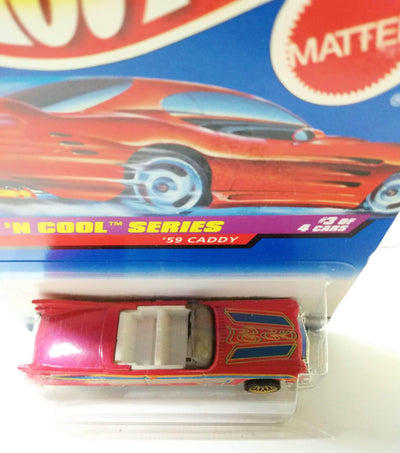 MATTEL
'N COOL™ SERIES
'59 CADDY
#3 OF
4 CARS